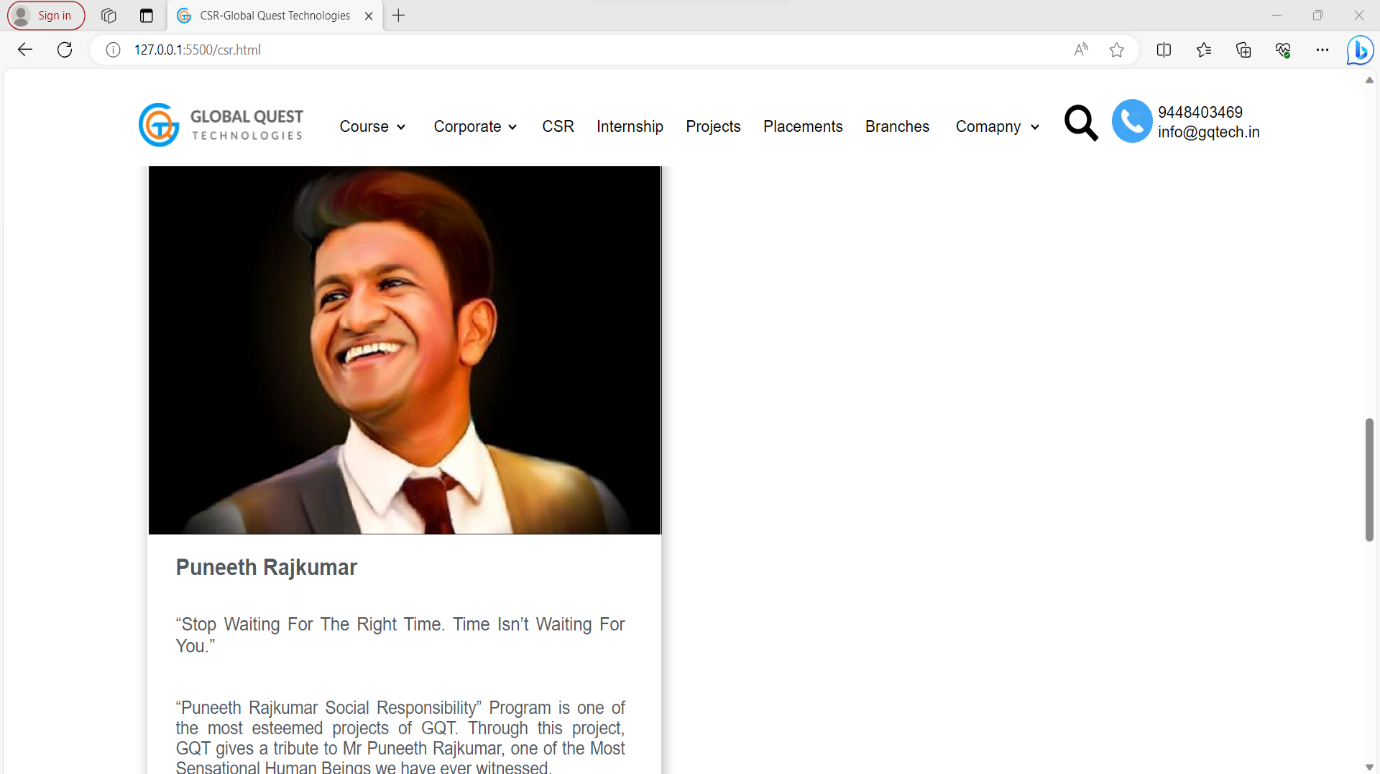 Sign in
CSR-Global Quest Technologies
127.0.0.1:5500/csr.html
GLOBAL QUEST
TECHNOLOGIES
Course
Corporate
CSR
Internship
Projects
Placements
Branches
Comapny
9448403469
info@gqtech.in
Puneeth Rajkumar
“Stop Waiting For The Right Time. Time Isn’t Waiting For
You.”
“Puneeth Rajkumar Social Responsibility” Program is one of
the most esteemed projects of GQT. Through this project,
GQT gives a tribute to Mr Puneeth Rajkumar, one of the Most
Sensational Human Beings we have ever witnessed.